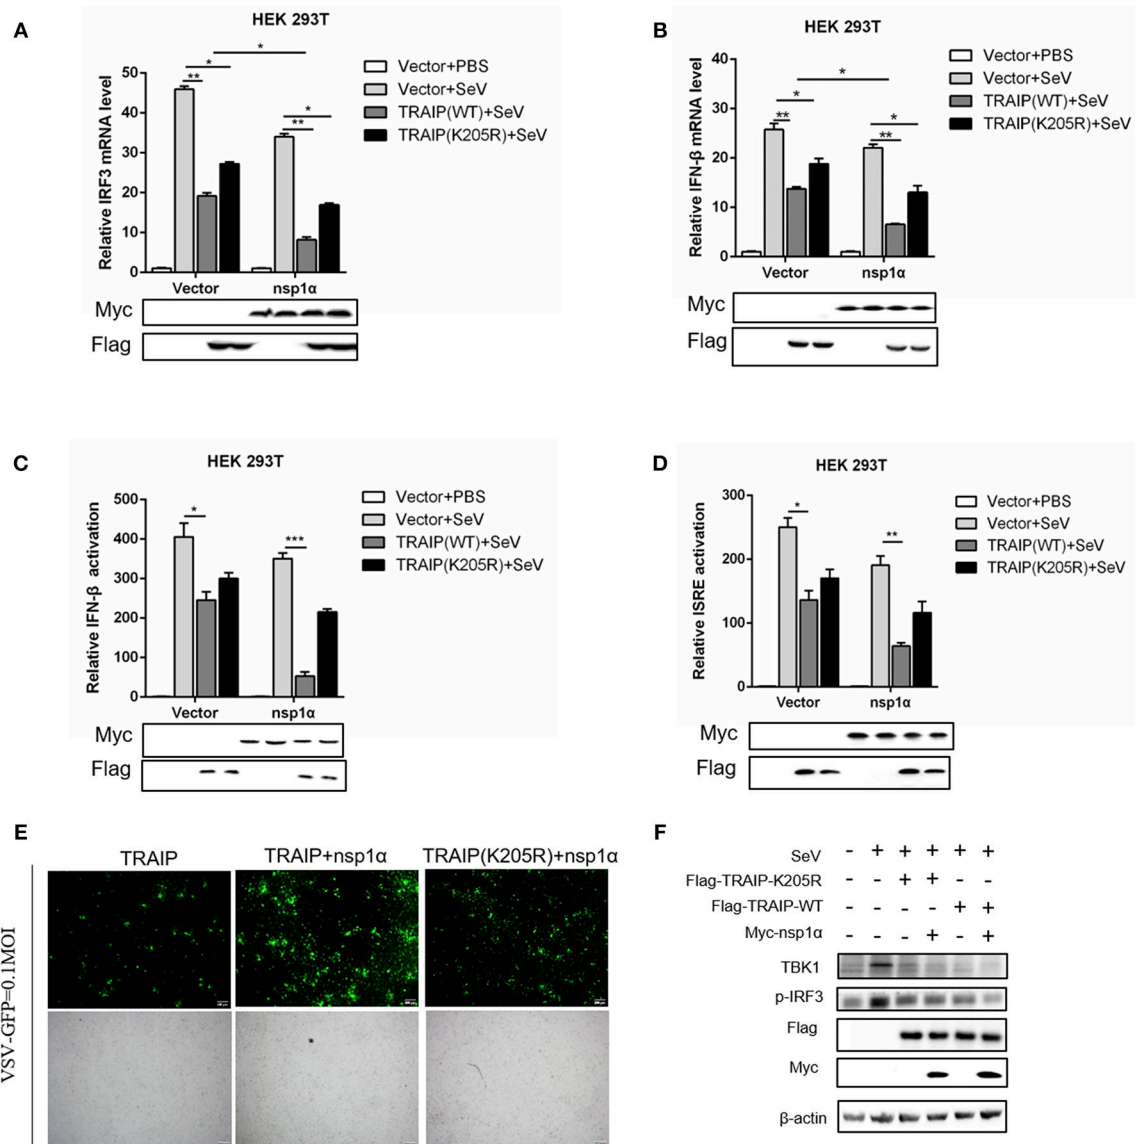 A
HEK 293T
Relative IRF3 mRNA level
50
40
30
20
10
0
*
* **
* **
Vector+PBS
Vector+SeV
TRAIP(WT)+SeV
TRAIP(K205R)+SeV
Vector nsp1α
Myc
Flag
B
HEK 293T
Relative IFN-β mRNA level
40
30
20
10
0
*
* **
* **
Vector+PBS
Vector+SeV
TRAIP(WT)+SeV
TRAIP(K205R)+SeV
Vector nsp1α
Myc
Flag
C
HEK 293T
Relative IFN-β activation
500
400
300
200
100
0
* ***
Vector+PBS
Vector+SeV
TRAIP(WT)+SeV
TRAIP(K205R)+SeV
Vector nsp1α
Myc
Flag
D
HEK 293T
Relative ISRE activation
300
200
100
0
* **
Vector+PBS
Vector+SeV
TRAIP(WT)+SeV
TRAIP(K205R)+SeV
Vector nsp1α
Myc
Flag
E
TRAIP TRAIP+nsp1α TRAIP(K205R)+nsp1α
VSV-GFP=0.1MOI
F
SeV - + + + + +
Flag-TRAIP-K205R - - + + - -
Flag-TRAIP-WT - - - - + +
Myc-nsp1α - - - + - +
TBK1
p-IRF3
Flag
Myc
β-actin